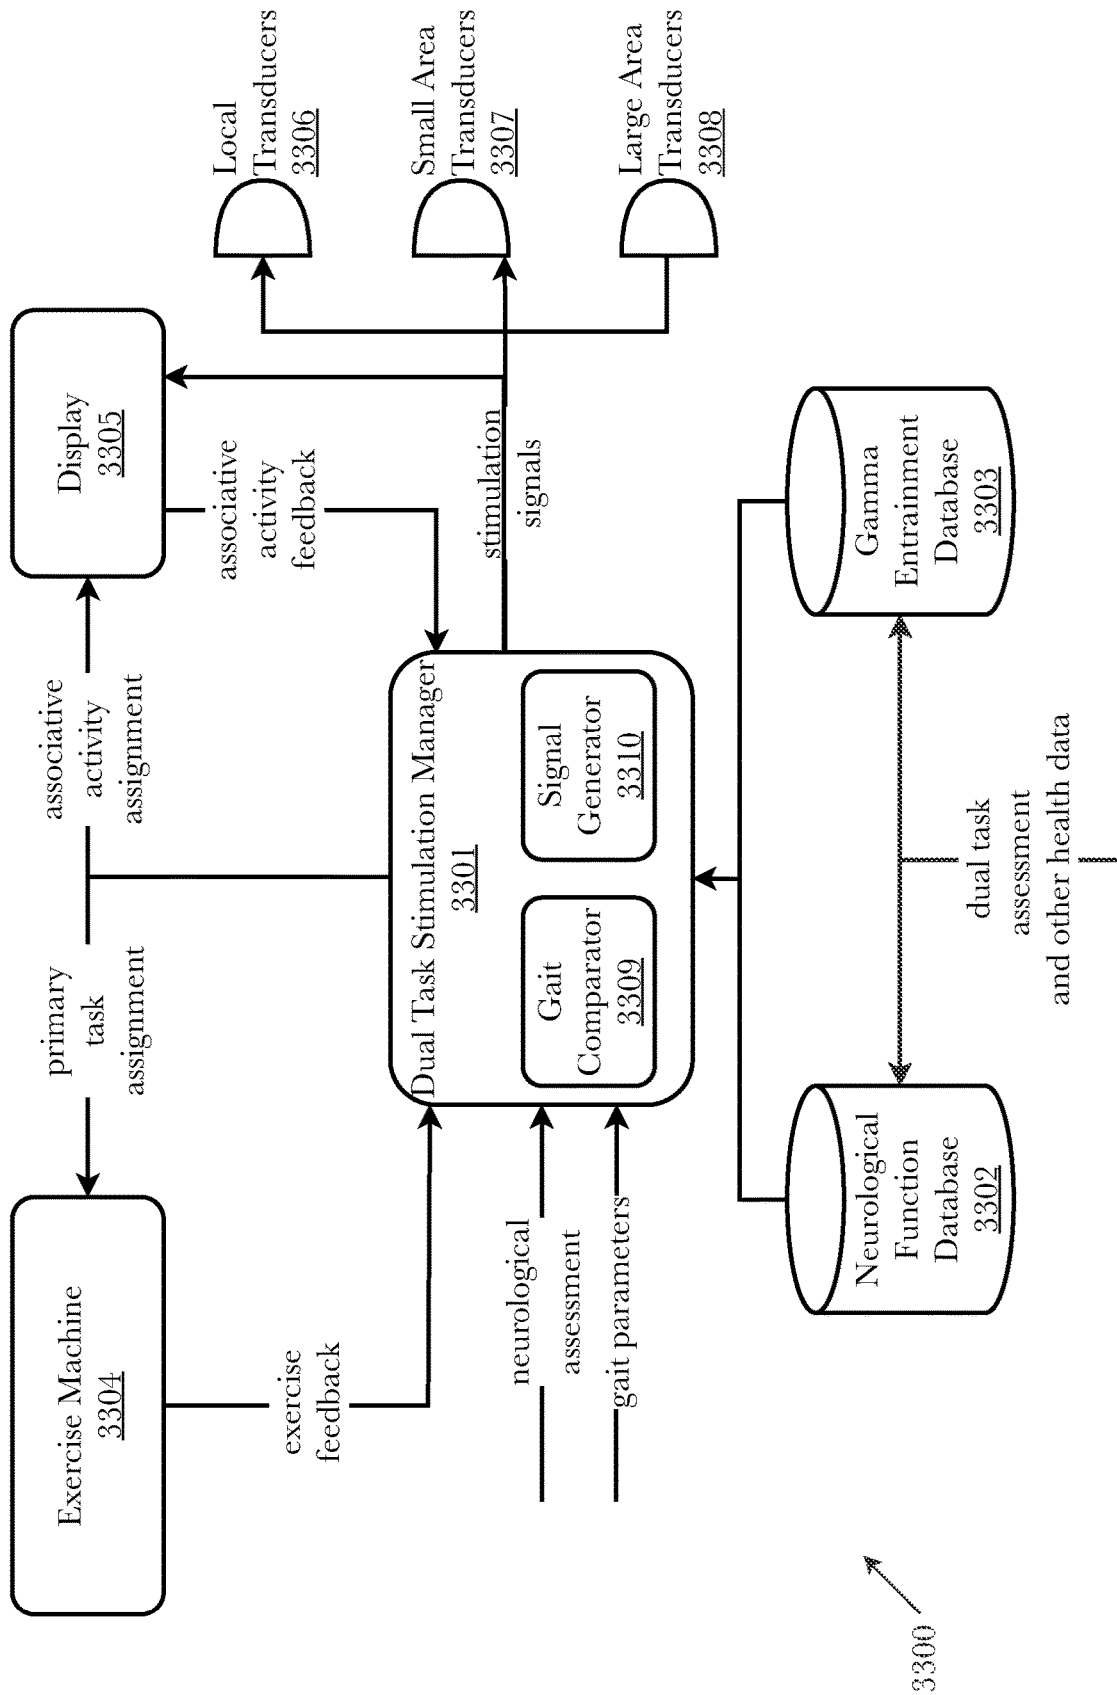 Exercise Machine
3304
primary
task
assignment
associative
activity
assignment
Display
3305
exercise
feedback
associative
activity
feedback
Local
Transducers
3306
Small Area
Transducers
3307
Large Area
Transducers
3308
Dual Task Stimulation Manager
3301
Gait
Comparator
3309
Signal
Generator
3310
stimulation
signals
neurological
assessment
gait parameters
Neurological
Function
Database
3302
Gamma
Entrainment
Database
3303
dual task
assessment
and other health data
3300